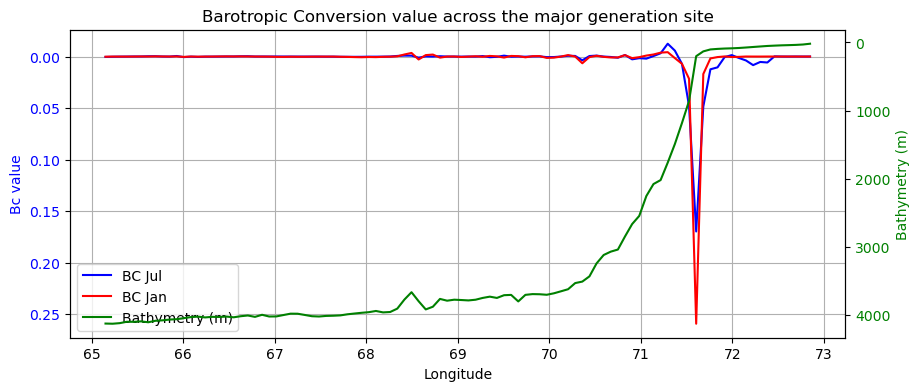 Barotropic Conversion value across the major generation site
0.00
0.05
0.10
0.15
0.20
0.25
Bc value
0
1000
2000
3000
4000
Bathymetry (m)
BC Jul
BC Jan
Bathymetry (m)
65
66
67
68
69
70
71
72
73
Longitude